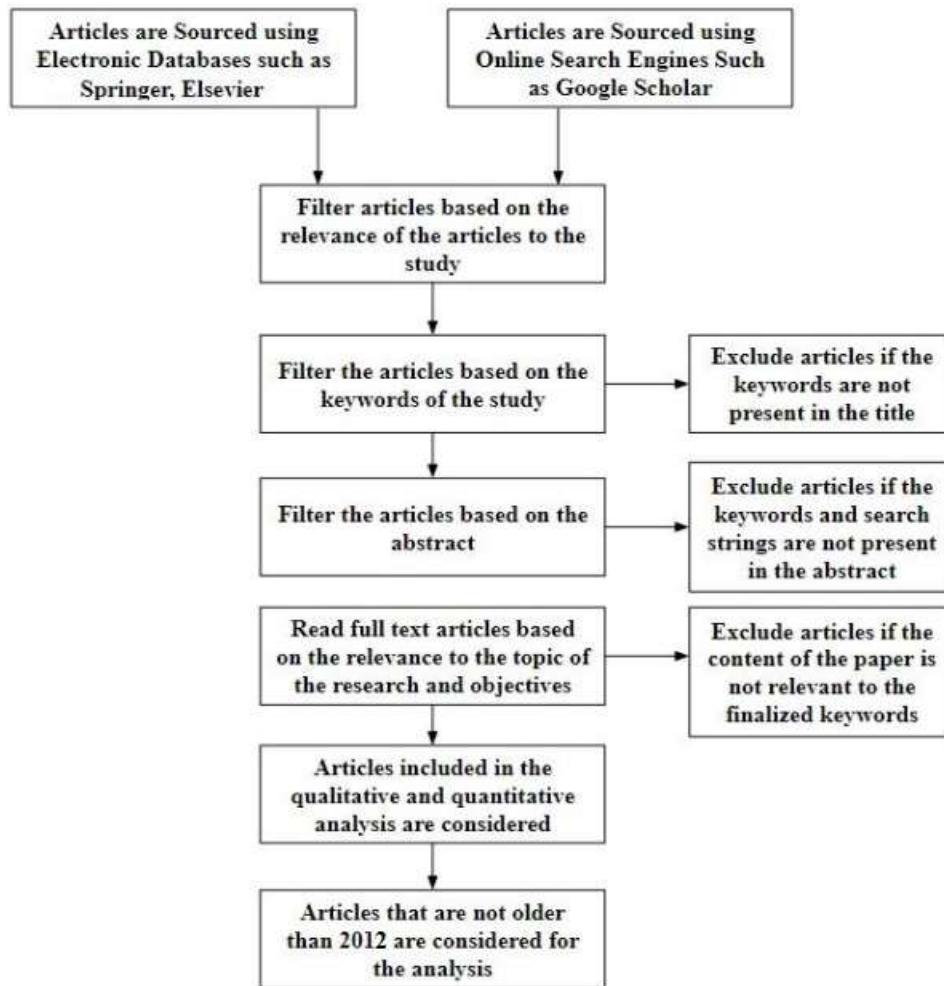 Articles are Sourced using
Electronic Databases such as
Springer, Elsevier
Articles are Sourced using
Online Search Engines Such
as Google Scholar
Filter articles based on the
relevance of the articles to the
study
Filter the articles based on the
keywords of the study
Exclude articles if the
keywords are not
present in the title
Filter the articles based on the
abstract
Exclude articles if the
keywords and search
strings are not present
in the abstract
Read full text articles based
on the relevance to the topic of
the research and objectives
Exclude articles if the
content of the paper is
not relevant to the
finalized keywords
Articles included in the
qualitative and quantitative
analysis are considered
Articles that are not older
than 2012 are considered for
the analysis